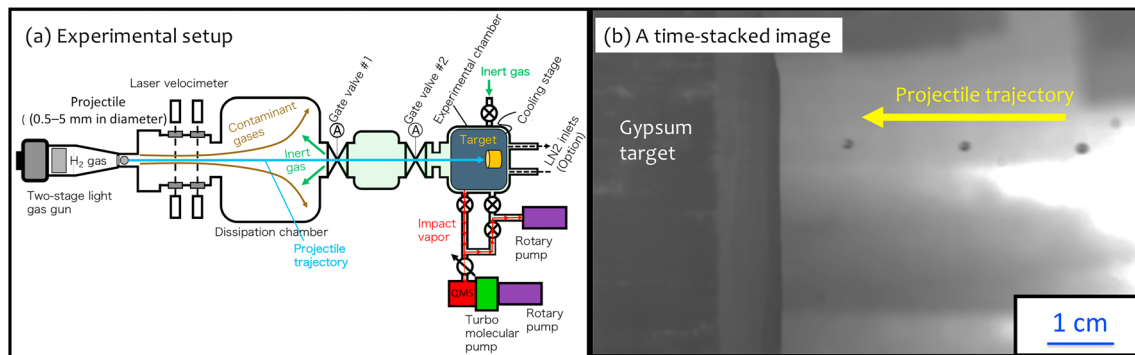 (a) Experimental setup
Laser velocimeter
Projectile
( (0.5–5 mm in diameter)
H₂ gas
Two-stage light
gas gun
Contaminant
gases
Inert
gas
Dissipation chamber
Projectile
trajectory
Gate valve #1
A
Gate valve #2
A
Experimental chamber
Inert gas
Cooling stage
Target
LN2 inlets
(Option)
Impact
vapor
Rotary
pump
QMS
Turbo
molecular
pump
Rotary
pump
(b) A time-stacked image
Projectile trajectory
Gypsum
target
1 cm